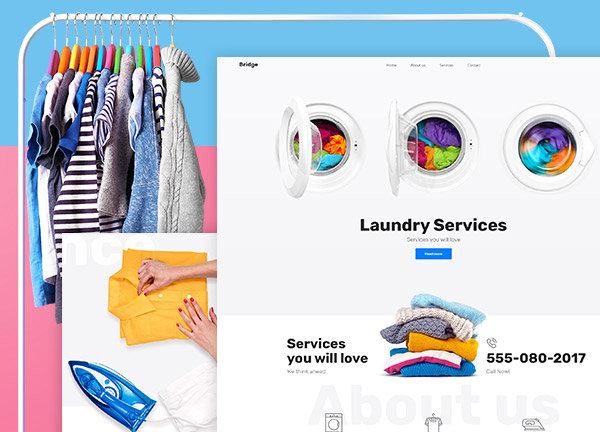 Bridge
Home
About us
Services
Contact
Laundry Services
Services you will love
Read more
Services
you will love
We think ahead
555-080-2017
Call Now!
About us